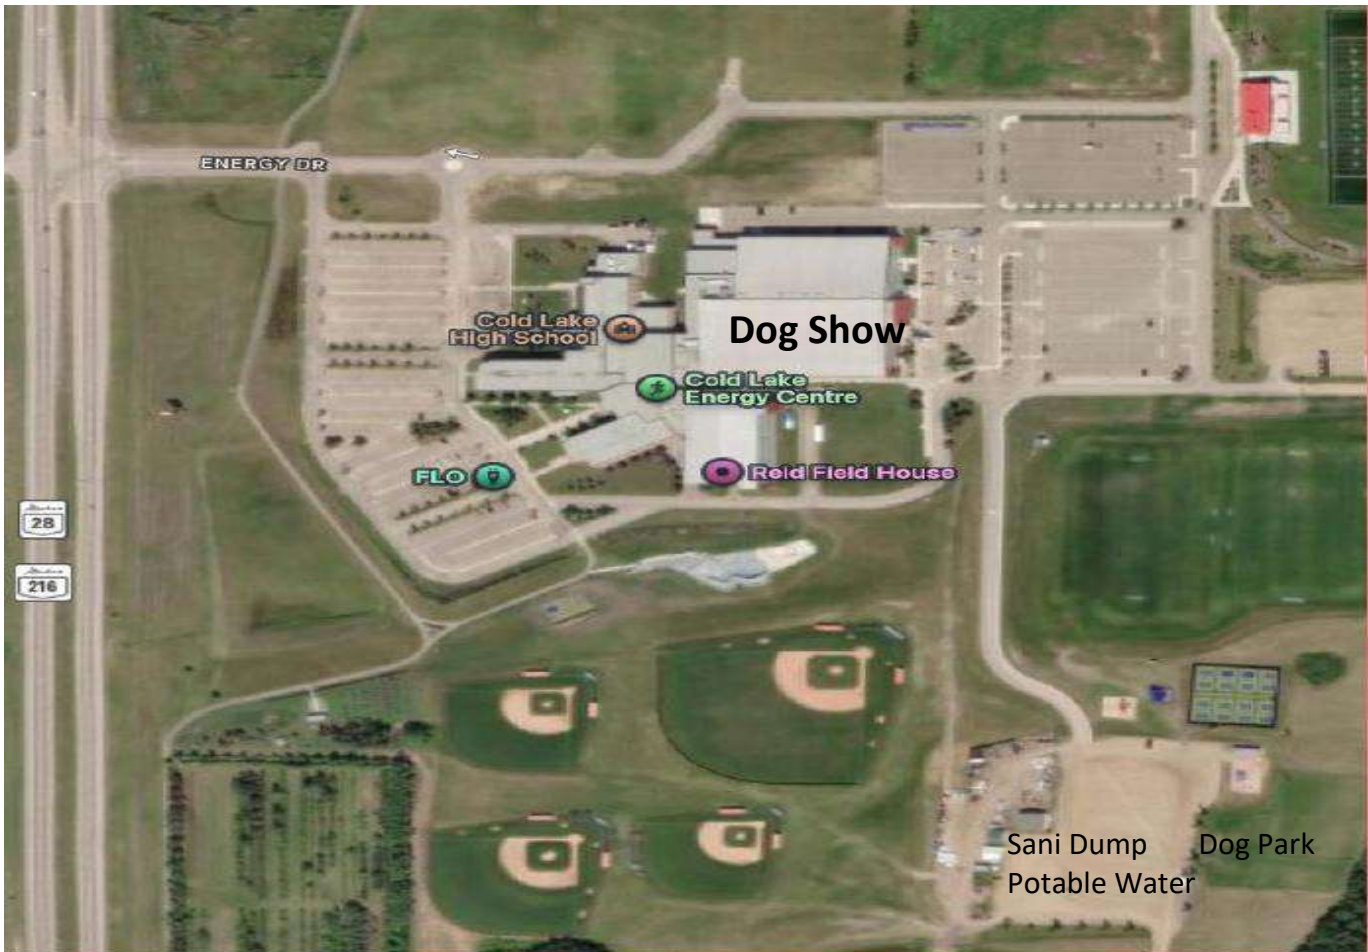 ENERGY DR
Cold Lake
High School
Dog Show
Cold Lake
Energy Centre
FLO
Reid Field House
28
216
Sani Dump
Dog Park
Potable Water